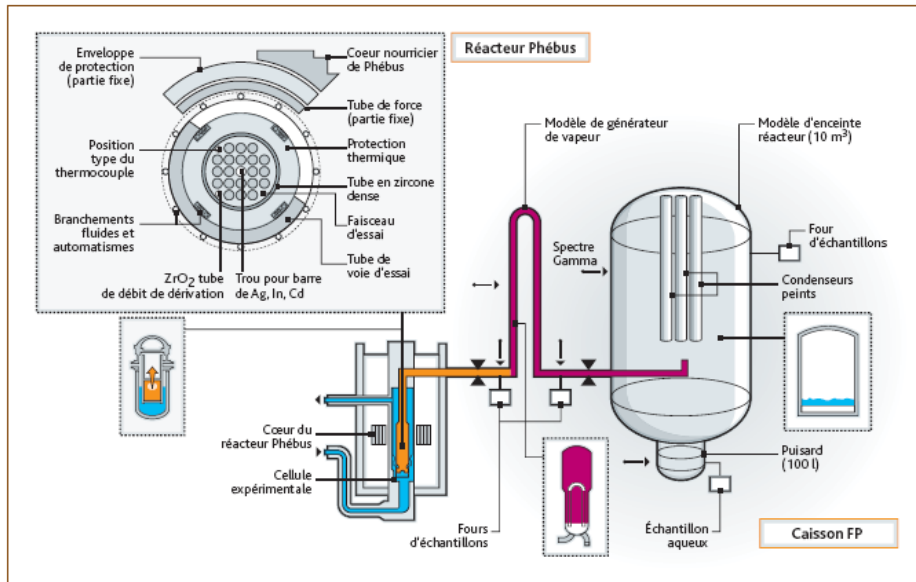 Réacteur Phébus
Enveloppe
de protection
(partie fixe)
Coeur nourricier
de Phébus
Tube de force
(partie fixe)
Position
type du
thermocouple
Protection
thermique
Tube en zircone
dense
Branchements
fluides et
automatismes
Faisceau
d'essai
Tube de
voie d'essai
ZrO2 tube
de débit de dérivation
Trou pour barre
de Ag, In, Cd
Modèle de générateur
de vapeur
Modèle d'enceinte
réacteur (10 m³)
Spectre
Gamma
Four
d'échantillons
Condenseurs
peints
Cœur du
réacteur Phébus
Cellule
expérimentale
Fours
d'échantillons
Puisard
(100 l)
Échantillon
aqueux
Caisson FP